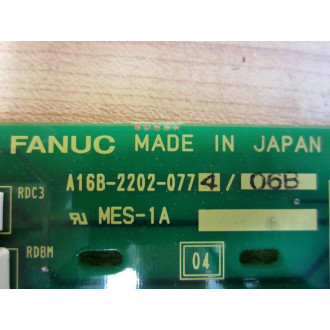 FANUC MADE IN JAPAN
A16B-2202-0774/06B
RDC3
MES-1A
RDBM
04